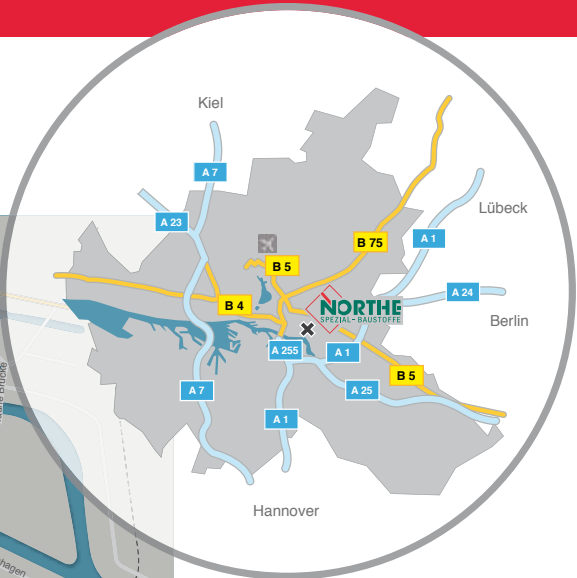 Kiel
A 7
A 23
Lübeck
B 75
A 1
B 5
A 24
B 4
NORTHE
SPEZIAL - BAUSTOFFE
Berlin
A 255
A 1
B 5
A 7
A 25
A 1
Hannover